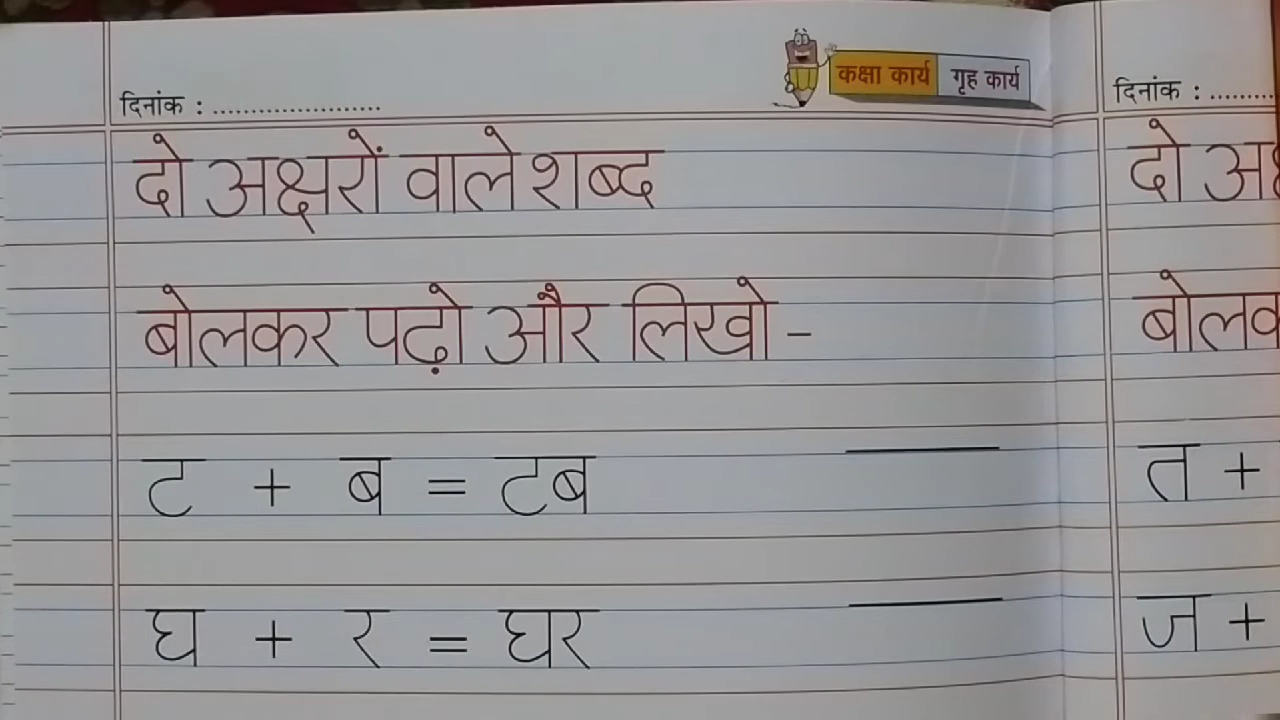 कक्षा कार्य गृह कार्य
दिनांक : .....................
दो अक्षरों वाले शब्द
बोलकर पढ़ो और लिखो -
ट + ब = टब
घ + र = घर
दिनांक : .........
दो
त +
ज +